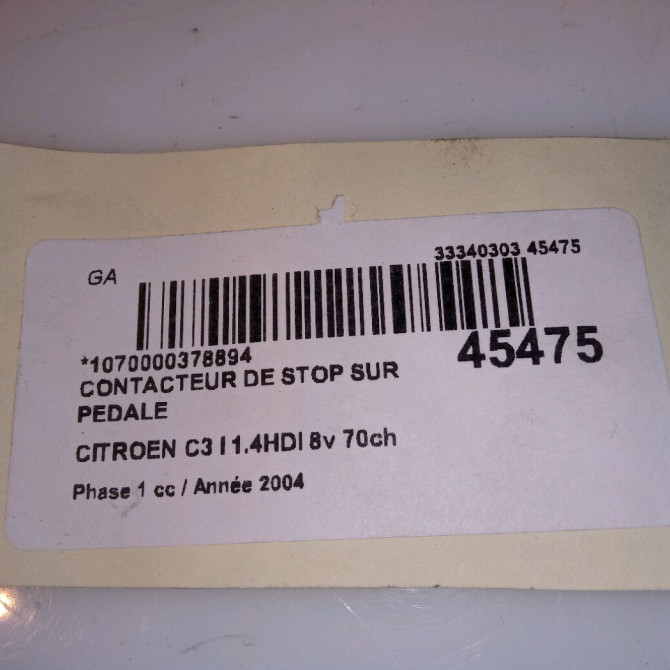 GA
33340303 45475
*1070000378894
45475
CONTACTEUR DE STOP SUR
PEDALE
CITROEN C3 I 1.4HDI 8v 70ch
Phase 1 cc / Année 2004